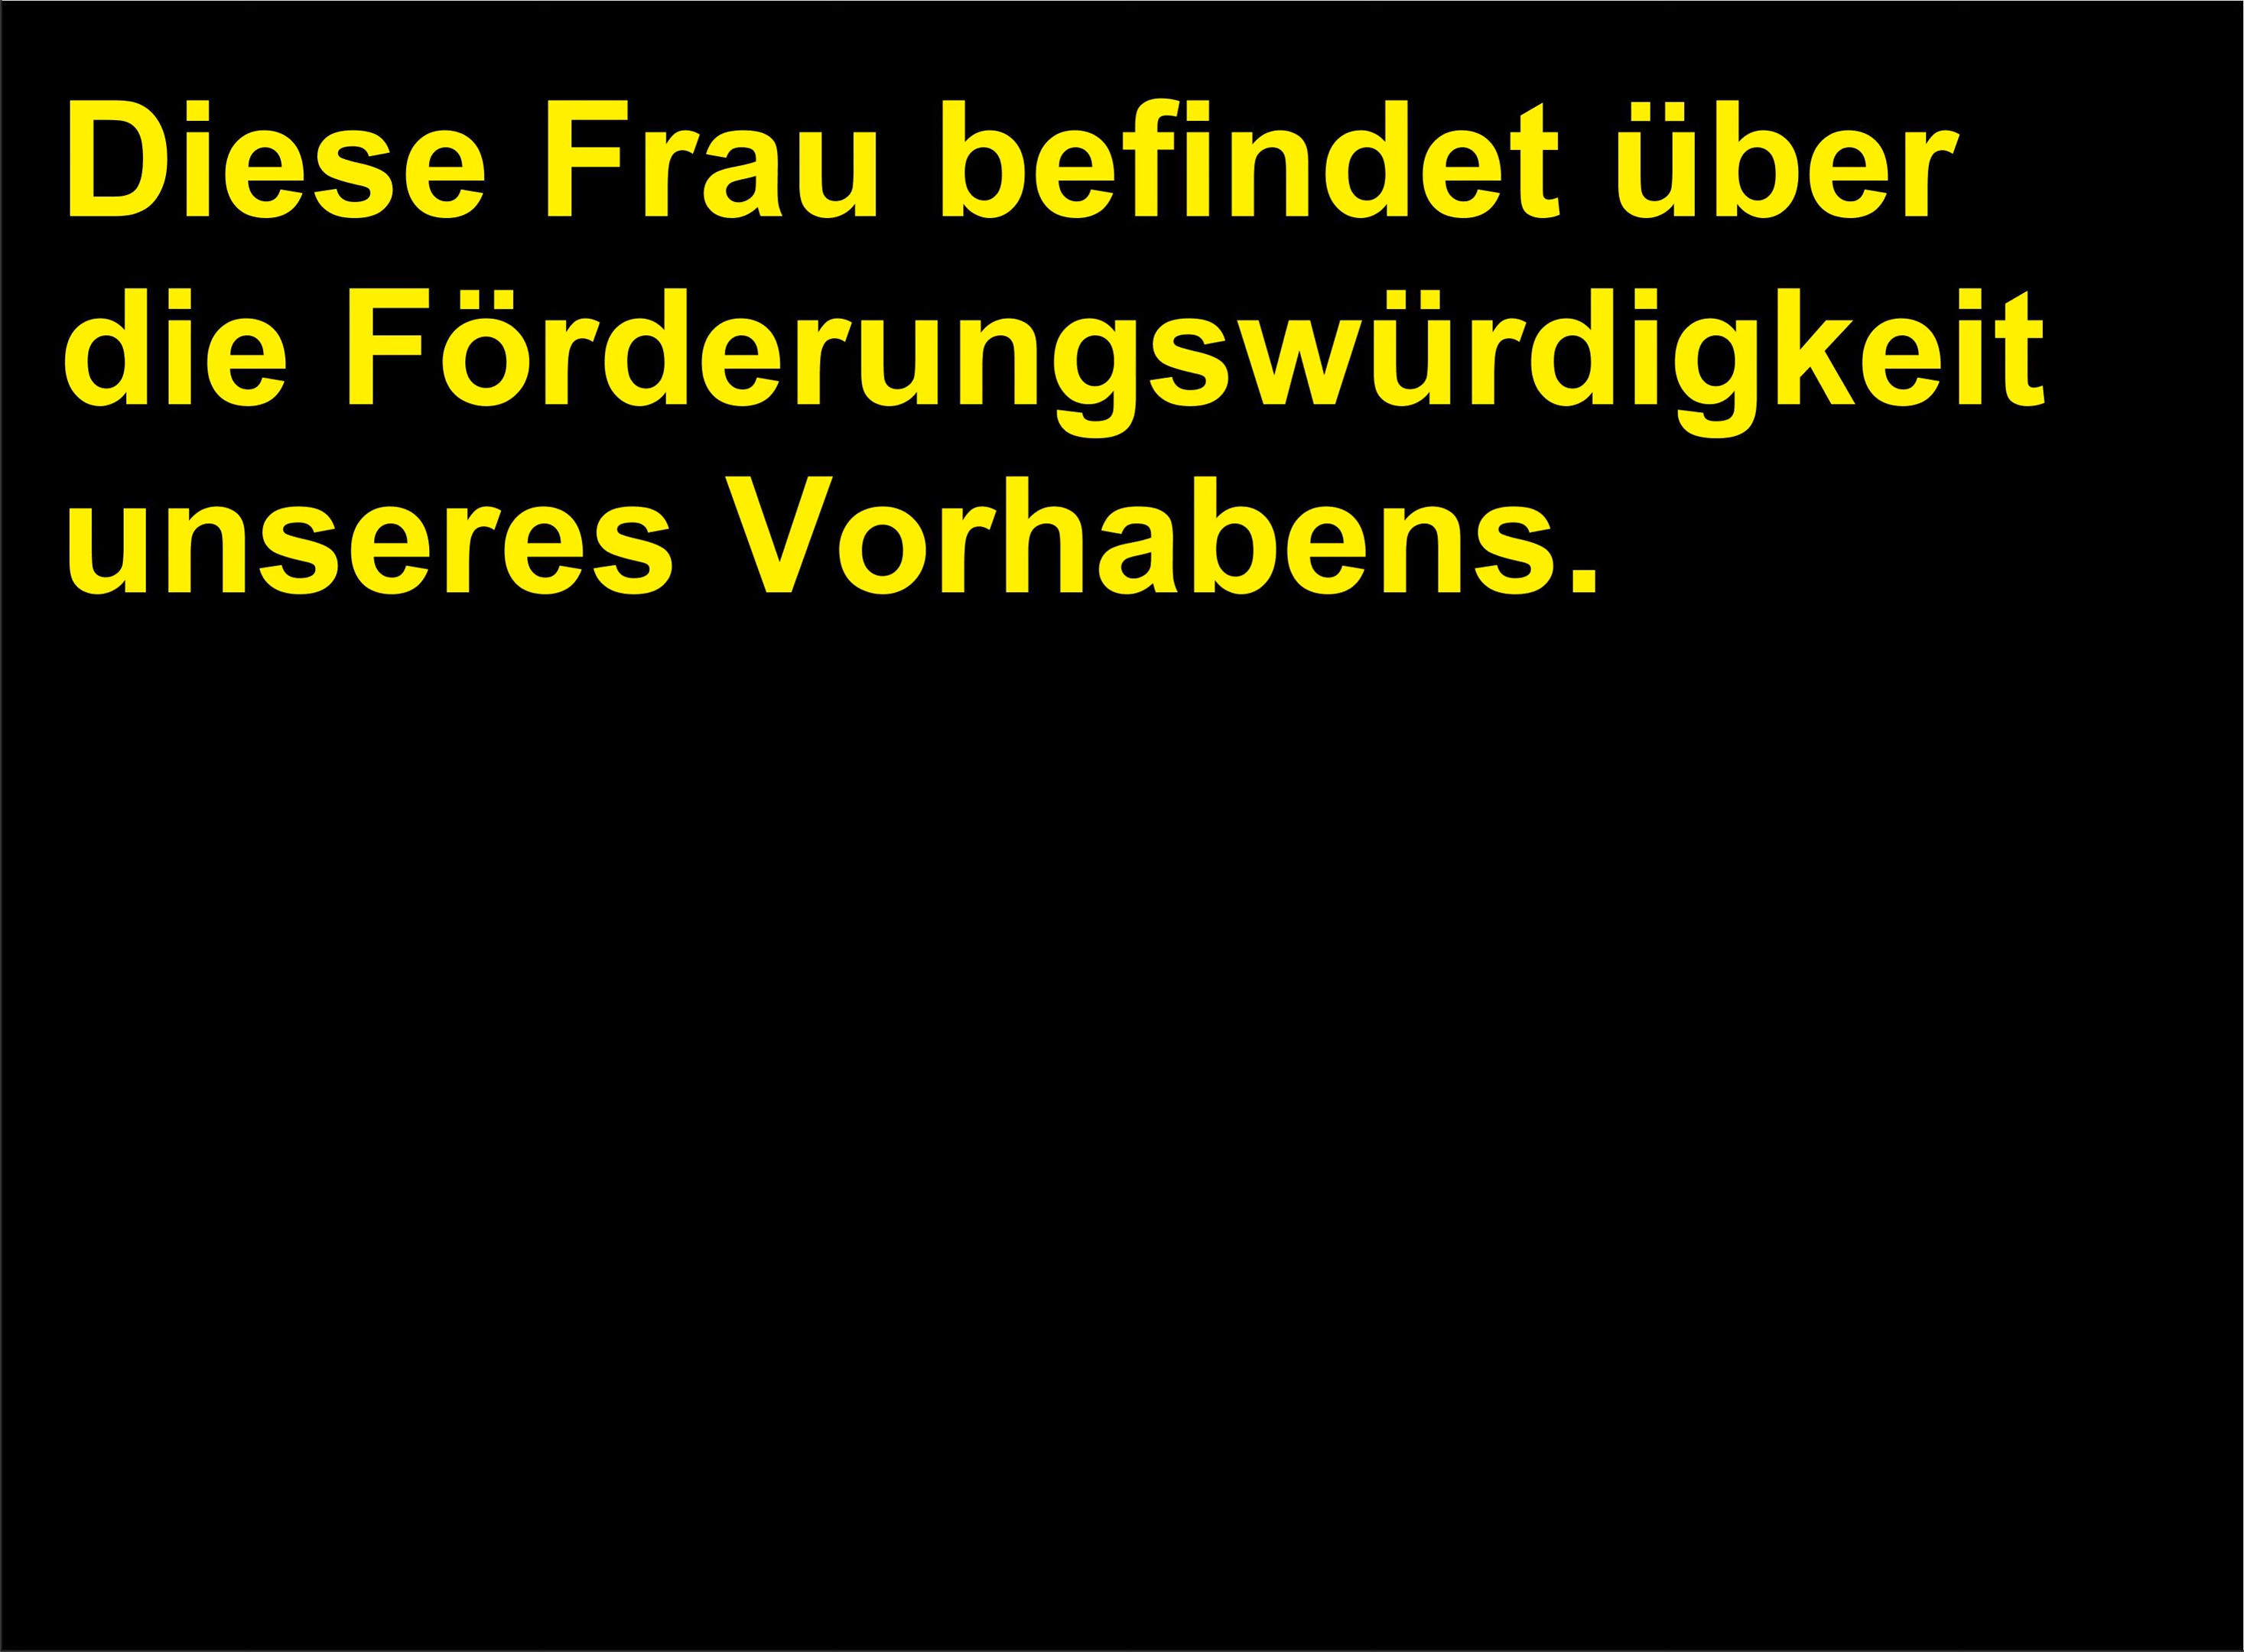 Diese Frau befindet über
die Förderungswürdigkeit
unseres Vorhabens.